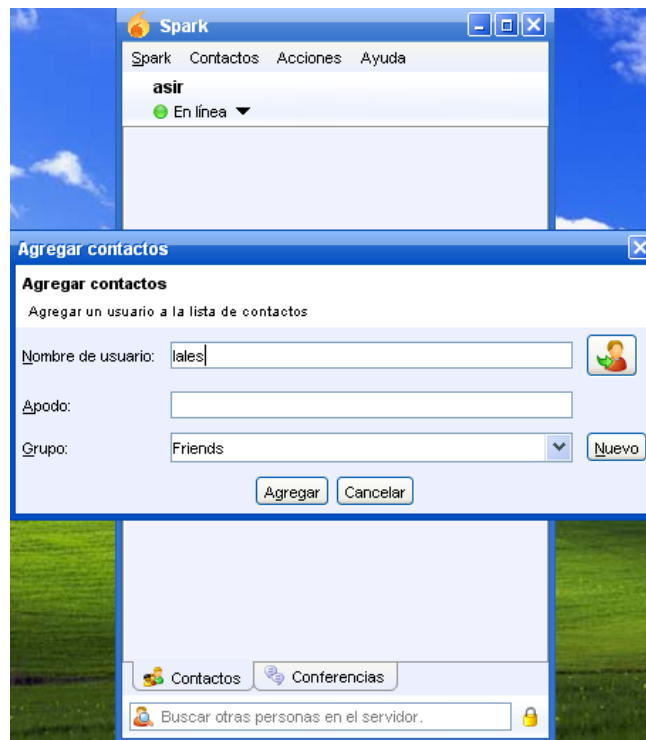 Spark
Spark Contactos Acciones Ayuda
asir
En línea
Agregar contactos
Agregar contactos
Agregar un usuario a la lista de contactos
Nombre de usuario: lales
Apodo:
Grupo: Friends Nuevo
Agregar Cancelar
Contactos Conferencias
Buscar otras personas en el servidor.